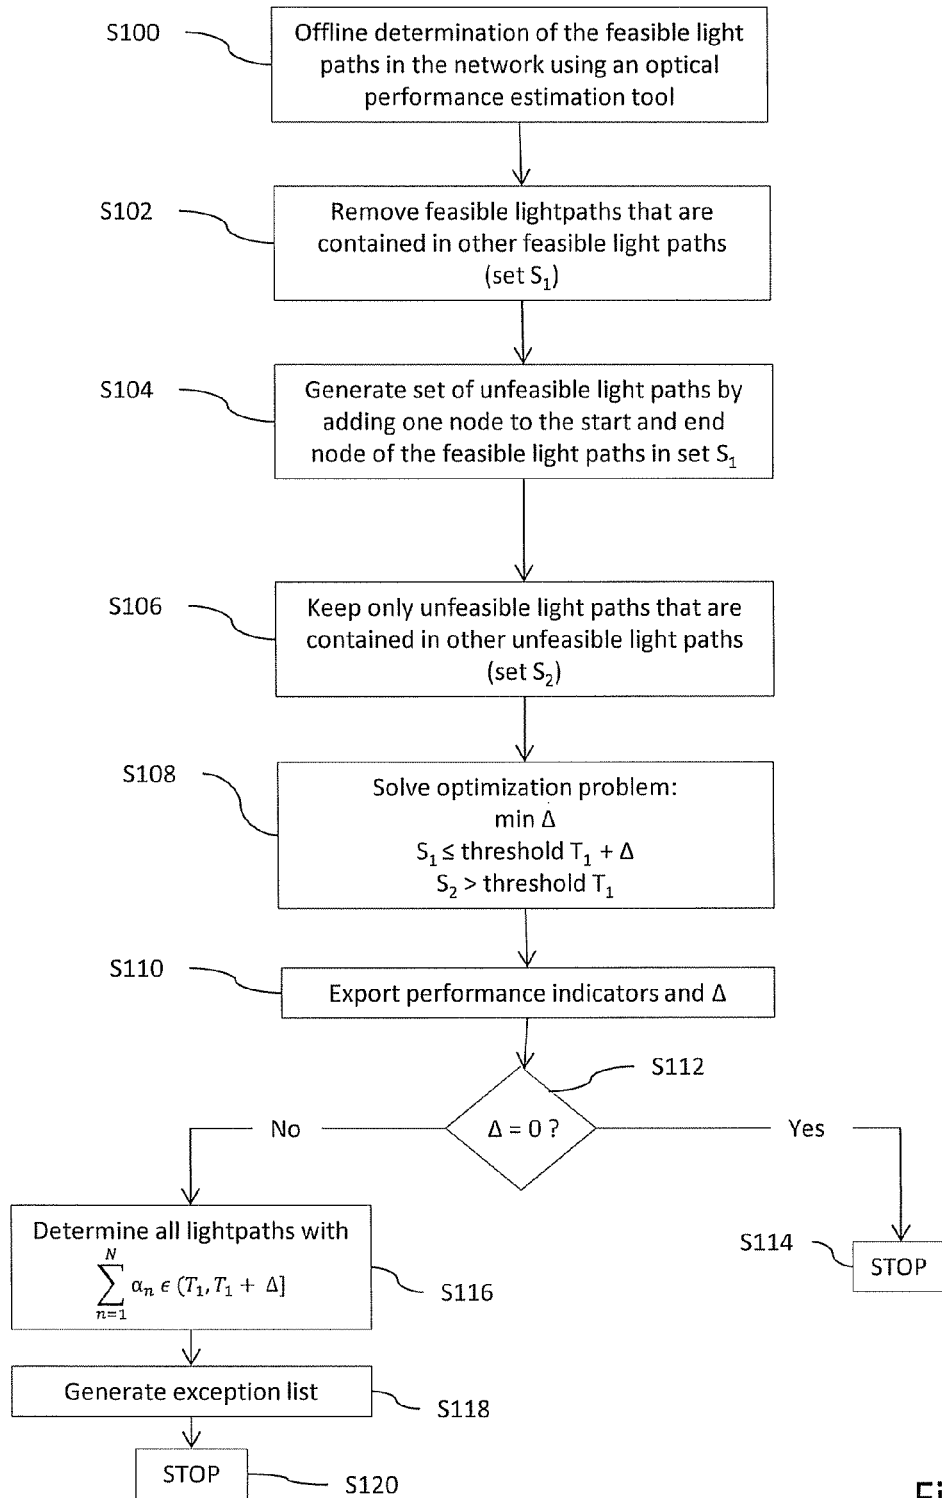 S100
Offline determination of the feasible light
paths in the network using an optical
performance estimation tool
S102
Remove feasible lightpaths that are
contained in other feasible light paths
(set S₁)
S104
Generate set of unfeasible light paths by
adding one node to the start and end
node of the feasible light paths in set S₁
S106
Keep only unfeasible light paths that are
contained in other unfeasible light paths
(set S₂)
S108
Solve optimization problem:
min Δ
S₁ ≤ threshold T₁ + Δ
S₂ > threshold T₁
S110
Export performance indicators and Δ
S112
Δ = 0 ?
No
Yes
Determine all lightpaths with
N
∑ αₙ ϵ (T₁, T₁ + Δ]
n=1
S116
S114
STOP
Generate exception list
S118
STOP
S120